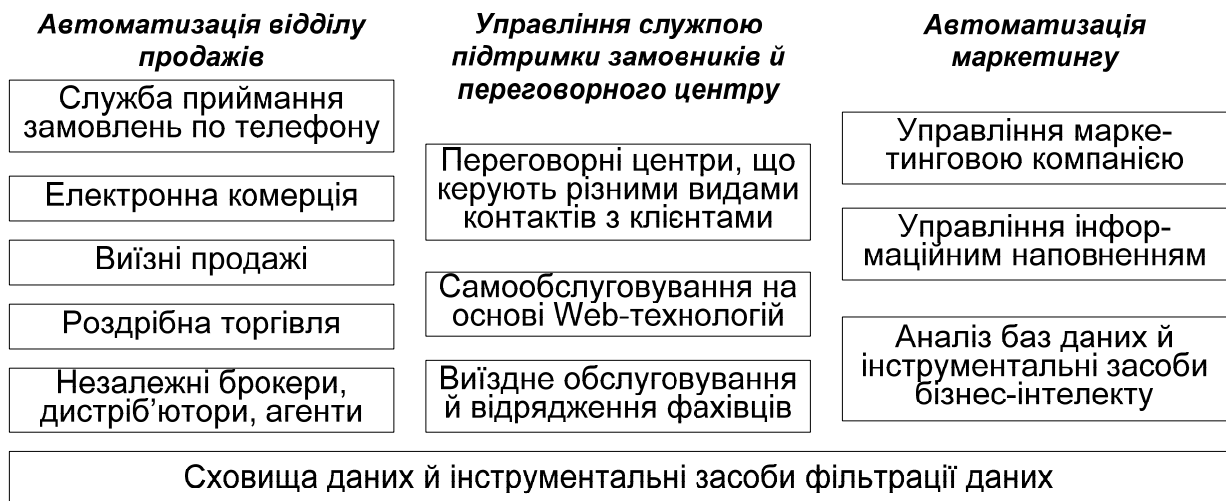 Автоматизація відділу
продажів
Служба приймання
замовлень по телефону
Електронна комерція
Виїзні продажі
Роздрібна торгівля
Незалежні брокери,
дистріб’ютори, агенти
Управління служпою
підтримки замовників й
переговорного центру
Переговорні центри, що
керують різними видами
контактів з клієнтами
Самообслуговування на
основі Web-технологій
Виїздне обслуговування
й відрядження фахівців
Автоматизація
маркетингу
Управління марке-
тинговою компанією
Управління інфор-
маційним наповненням
Аналіз баз даних й
інструментальні засоби
бізнес-інтелекту
Сховища даних й інструментальні засоби фільтрації даних